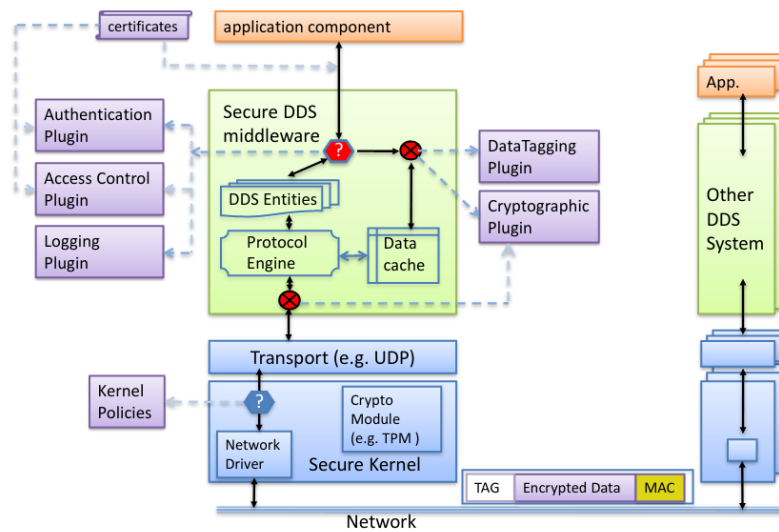 certificates
application component
App.
Secure DDS
middleware
?
Authentication
Plugin
DataTagging
Plugin
Access Control
Plugin
DDS Entities
Cryptographic
Plugin
Other
DDS
System
Logging
Plugin
Protocol
Engine
Data
cache
Transport (e.g. UDP)
Kernel
Policies
?
Crypto
Module
(e.g. TPM )
Network
Driver
Secure Kernel
TAG
Encrypted Data
MAC
Network